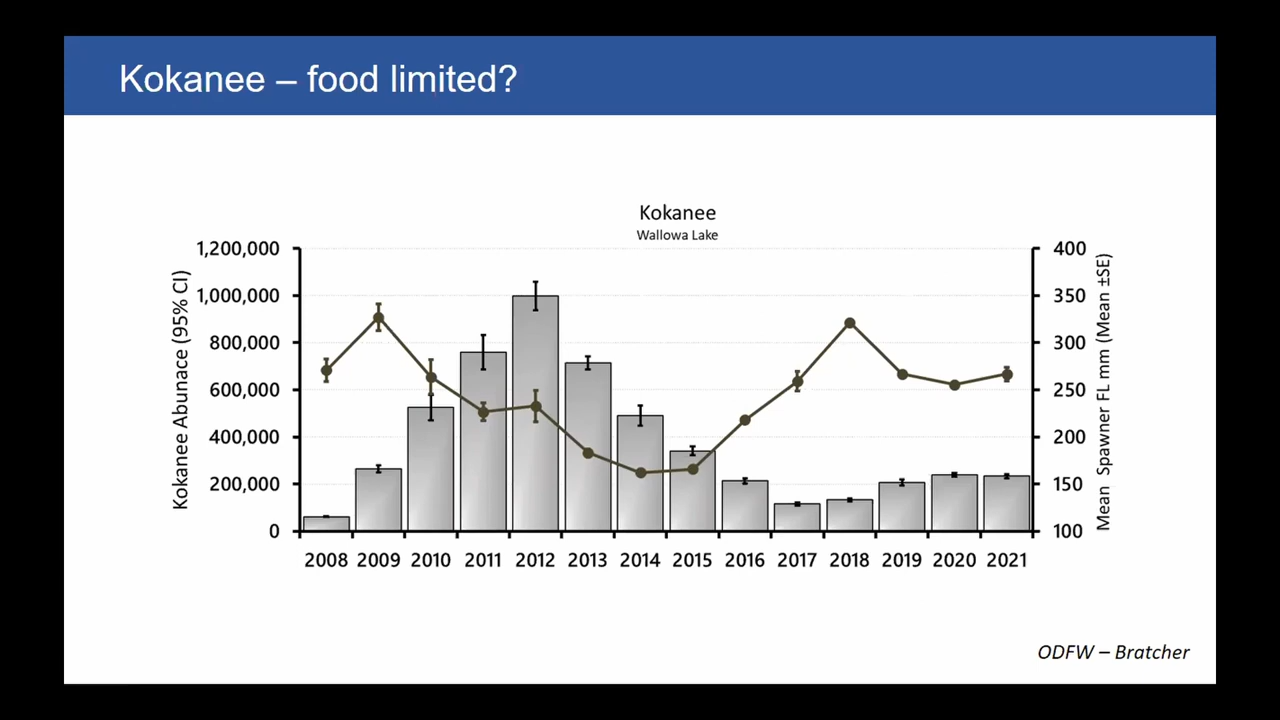 Kokanee – food limited?
Kokanee
Wallowa Lake
Kokanee Abunace (95% CI)
1,200,000
1,000,000
800,000
600,000
400,000
200,000
0
400
350
300
250
200
150
100
Mean Spawner FL mm (Mean ±SE)
2008 2009 2010 2011 2012 2013 2014 2015 2016 2017 2018 2019 2020 2021
ODFW – Bratcher